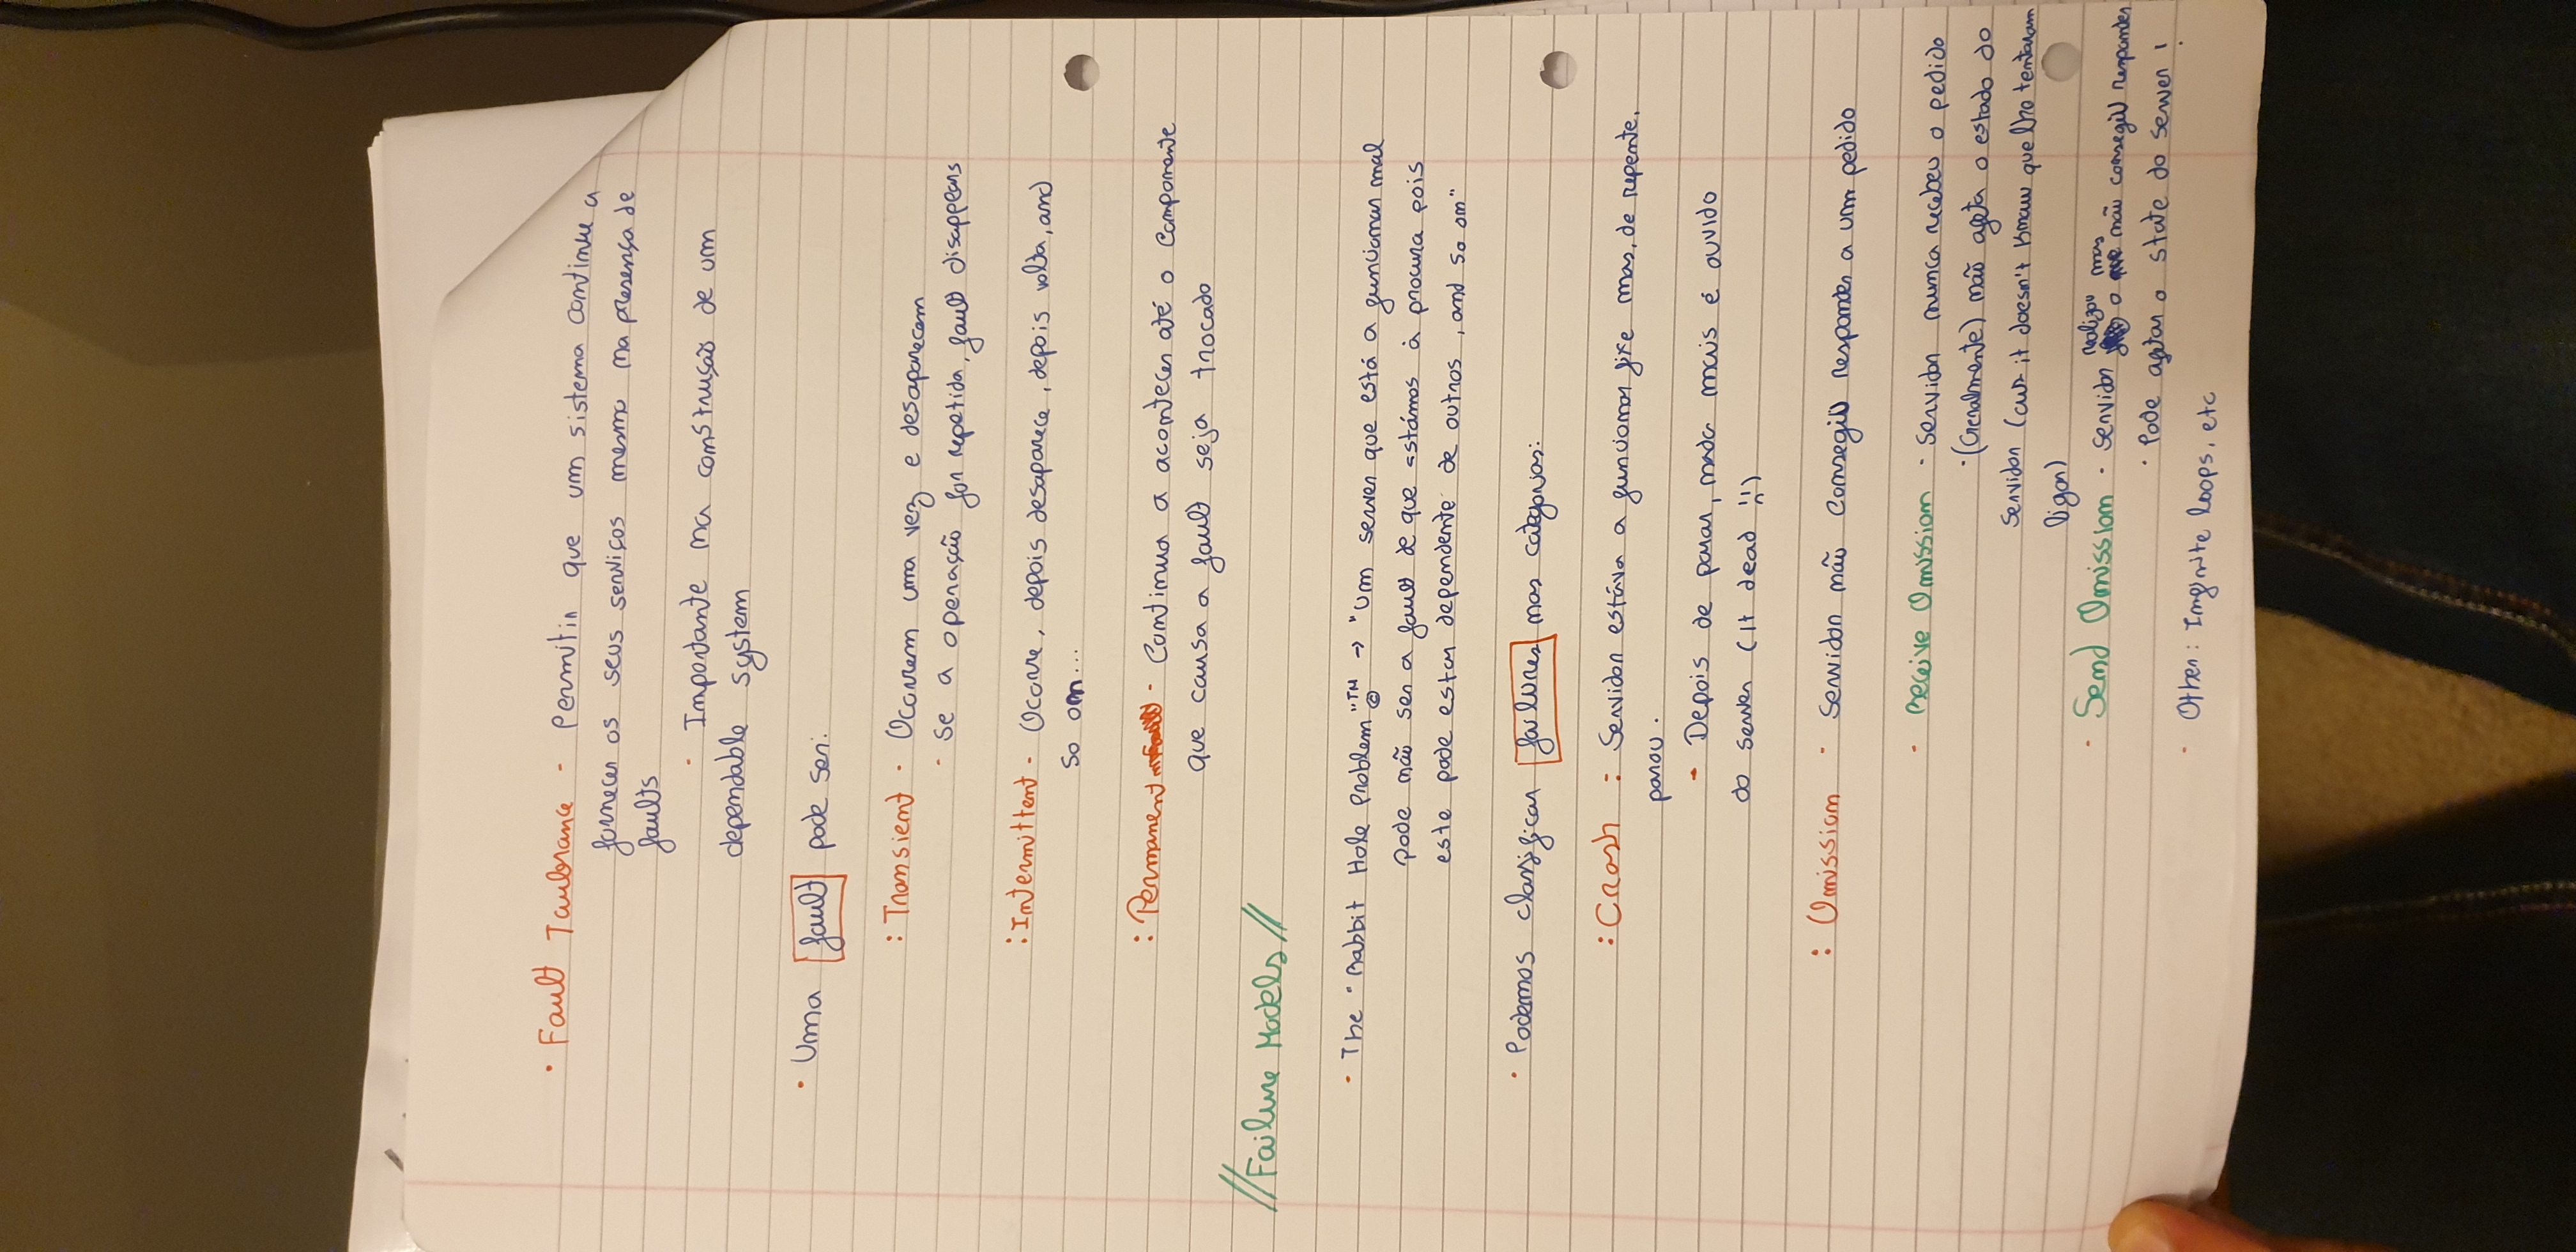 · Fault Taulerance - Permitir que um sistema continue a
fornecer os seus serviços mesmo na presença de
faults
· Importante na construção de um
dependable system
· Uma fault pode ser:
: Transient · Ocorrem uma vez e desaparecem
· Se a operação for repetida, fault disappears
: Intermittent - Ocorre, depois desaparece, depois volta, and
so on...
: Permanent - Continua a acontecer até o componente
que causa a fault seja trocado
//Failure Models//
· The "Rabbit Hole Problem"™© → "Um server que está a funcionar mal
pode não ser a fault de que estámos à procura pois
este pode estar dependente de outros, and so on"
· Podemos classificar failures nas categorias:
: Crash : Servidor estáva a funcionar fixe mas, de repente,
parou.
- Depois de parar, nada mais é ouvido
do server (It dead !!)
: Omission · Servidor não consegiu responder a um pedido
· Receive Omission · Servidor nunca recebeu o pedido
· (Geralmente) não afeta o estado do
servidor (cuz it doesn't know que lho tentaram
ligar)
· Send Omission · Servidor realizou o mas não consegiu responder
· Pode afetar o state do server!
· Other: Infinite loops, etc